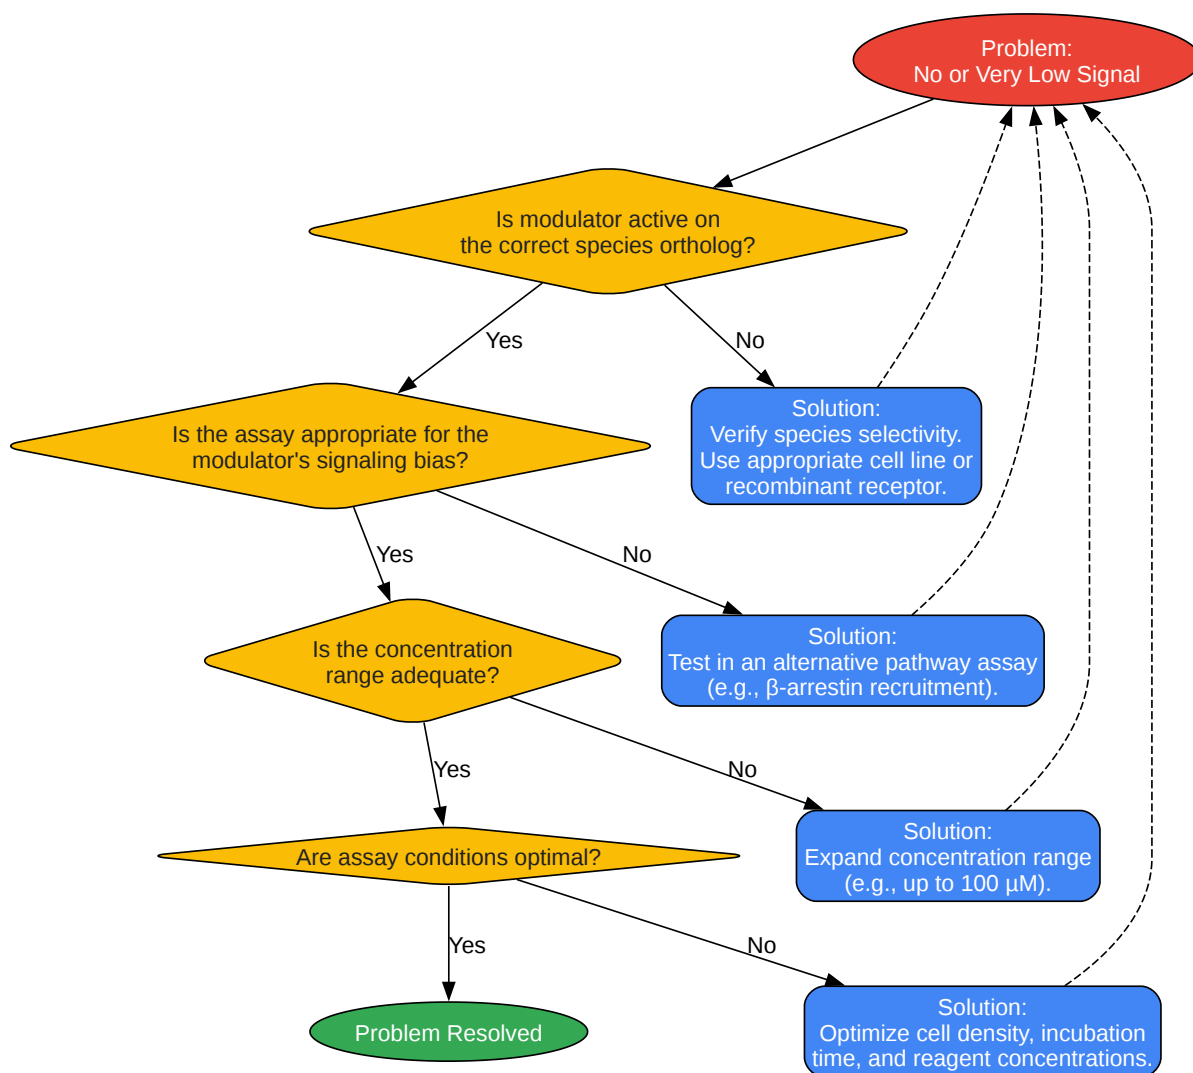 Problem:
No or Very Low Signal
Is modulator active on
the correct species ortholog?
Yes
No
Solution:
Verify species selectivity.
Use appropriate cell line or
recombinant receptor.
Is the assay appropriate for the
modulator's signaling bias?
Yes
No
Solution:
Test in an alternative pathway assay
(e.g., β-arrestin recruitment).
Is the concentration
range adequate?
Yes
No
Solution:
Expand concentration range
(e.g., up to 100 µM).
Are assay conditions optimal?
Yes
No
Problem Resolved
Solution:
Optimize cell density, incubation
time, and reagent concentrations.